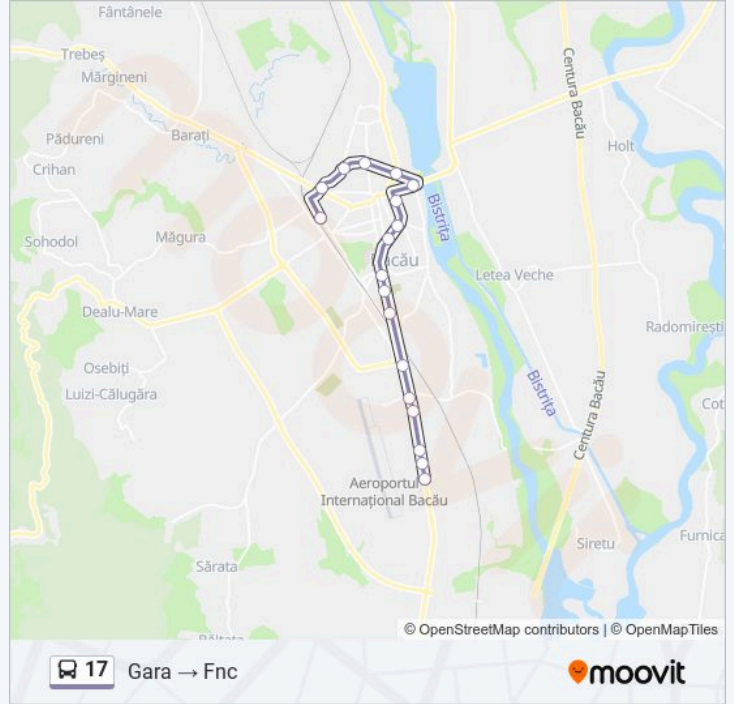 Fântânele
Trebeș
Mărgineni
Centura Bacău
Pădureni
Barați
Holt
Crihan
Bistrița
Sohodol
Măgura
Bacău
Letea Veche
Dealu-Mare
Radomirești
Osebiți
Luizi-Călugăra
Bistrița
Centura Bacău
Cot
Aeroportul
Internațional Bacău
Siretu
Furnica
Sărata
Băltata
© OpenStreetMap contributors | © OpenMapTiles
17 Gara → Fnc
moovit